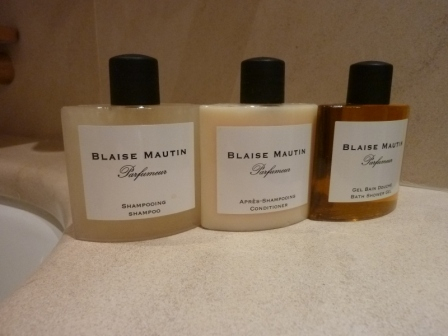 BLAISE MAUTIN
Parfumeur
SHAMPOOING
SHAMPOO
BLAISE MAUTIN
Parfumeur
APRÈS-SHAMPOOING
CONDITIONER
BLAISE MAUTIN
Parfumeur
GEL BAIN DOUCHE
BATH SHOWER GEL